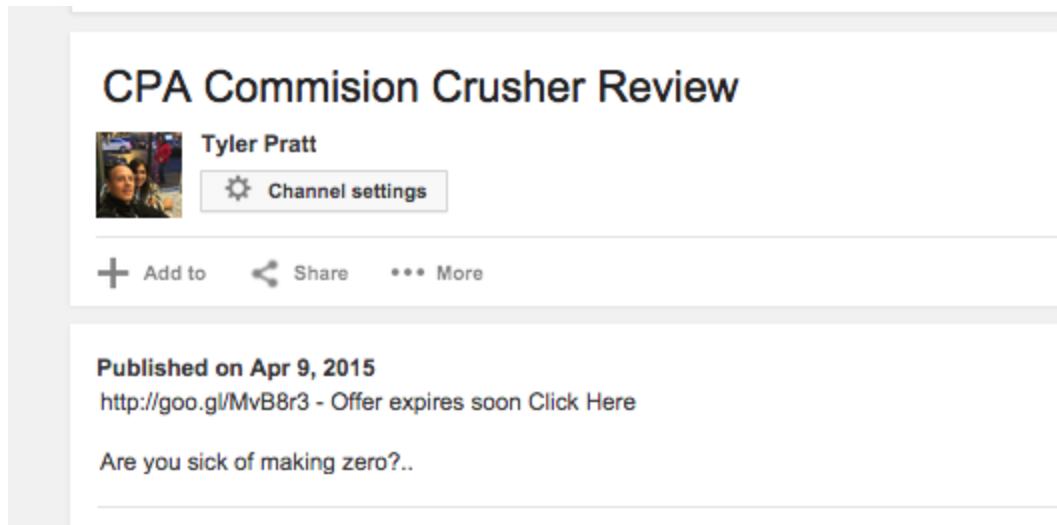 CPA Commision Crusher Review
Tyler Pratt
Channel settings
Add to Share More
Published on Apr 9, 2015
http://goo.gl/MvB8r3 - Offer expires soon Click Here
Are you sick of making zero?..